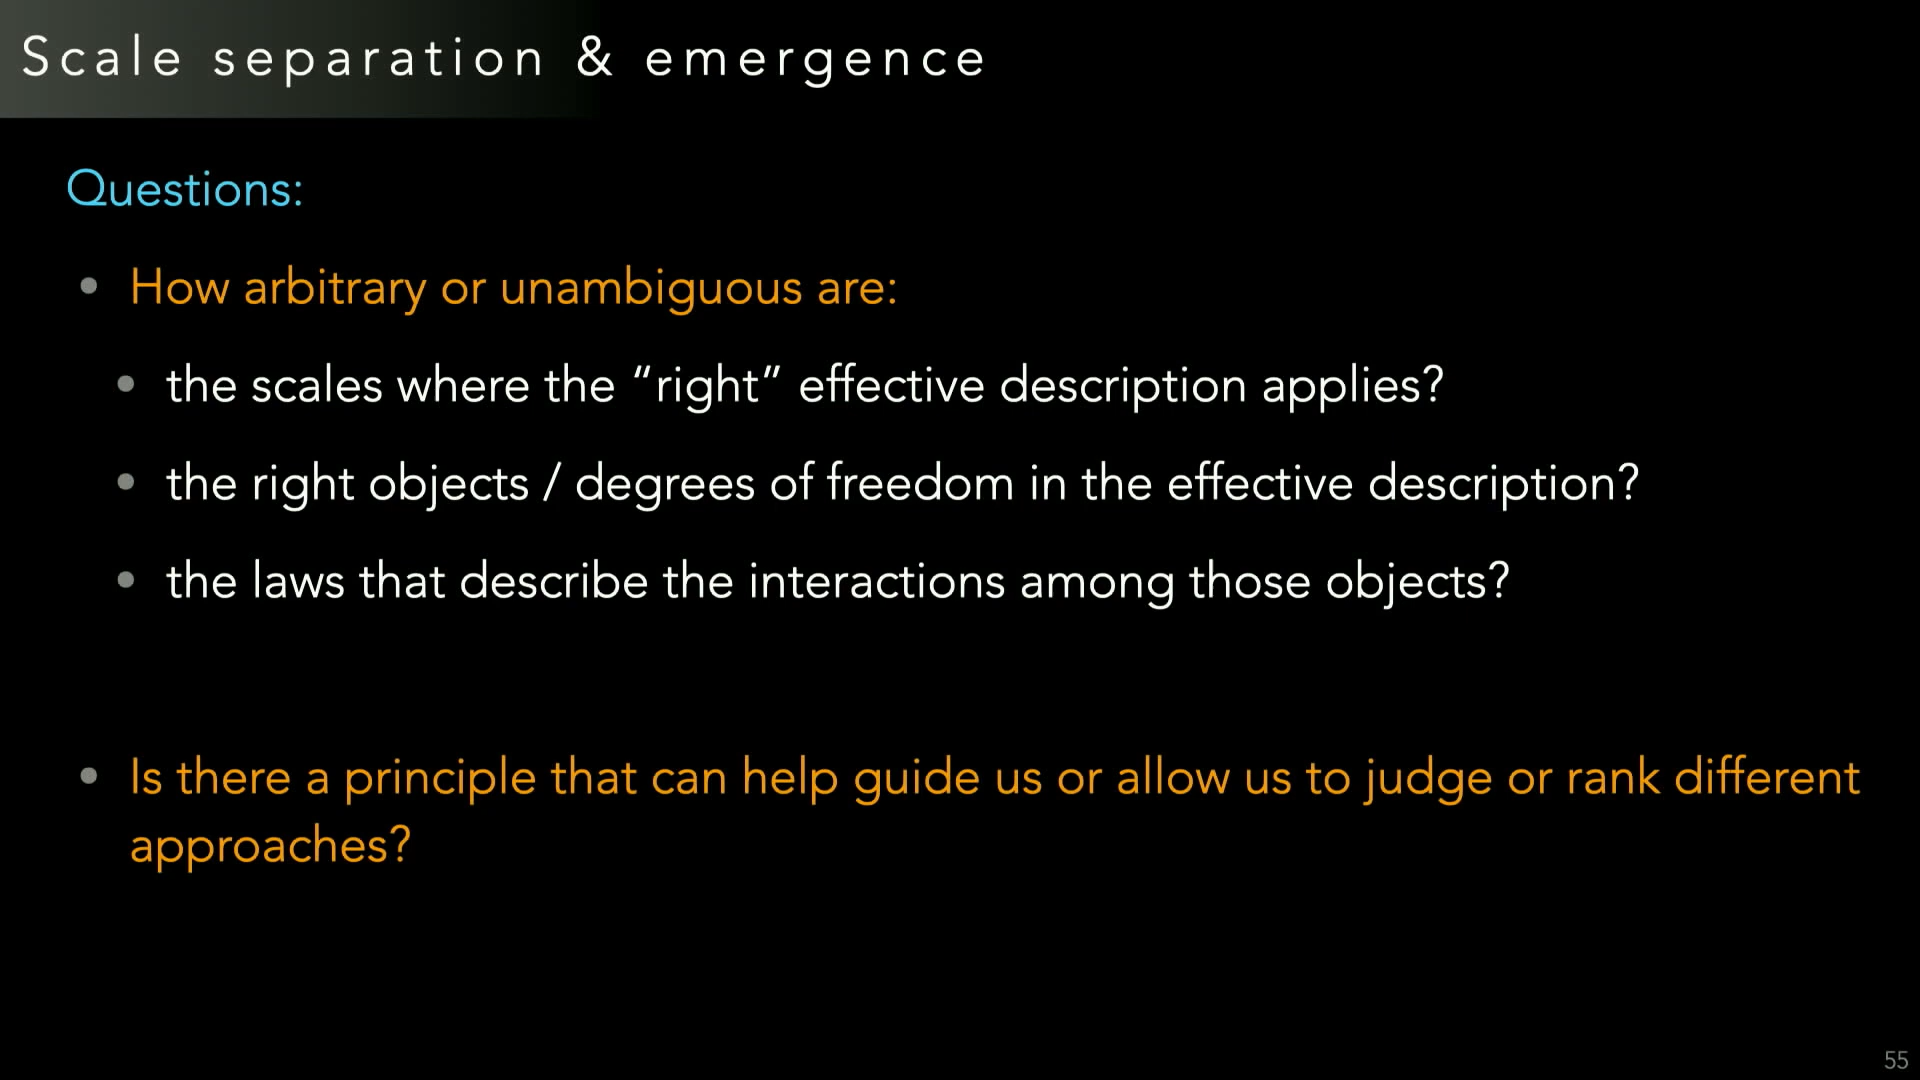 Scale separation & emergence
Questions:
• How arbitrary or unambiguous are:
• the scales where the “right” effective description applies?
• the right objects / degrees of freedom in the effective description?
• the laws that describe the interactions among those objects?
• Is there a principle that can help guide us or allow us to judge or rank different
approaches?
55